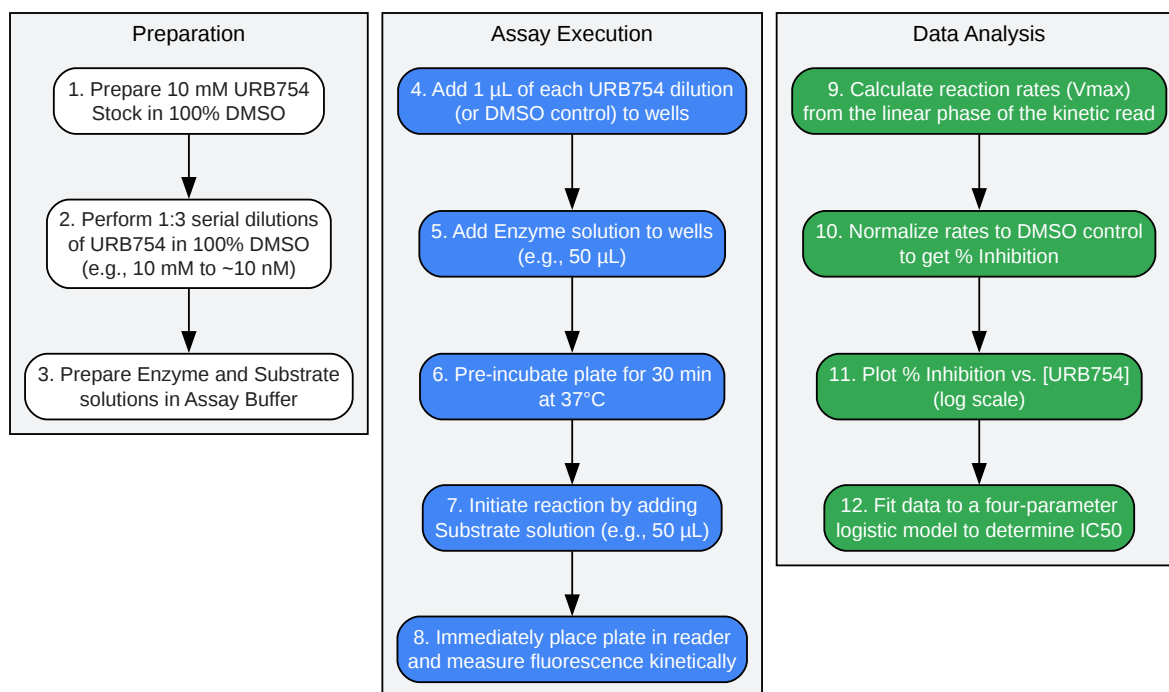 Preparation
1. Prepare 10 mM URB754
Stock in 100% DMSO
2. Perform 1:3 serial dilutions
of URB754 in 100% DMSO
(e.g., 10 mM to ~10 nM)
3. Prepare Enzyme and Substrate
solutions in Assay Buffer
Assay Execution
4. Add 1 µL of each URB754 dilution
(or DMSO control) to wells
5. Add Enzyme solution to wells
(e.g., 50 µL)
6. Pre-incubate plate for 30 min
at 37°C
7. Initiate reaction by adding
Substrate solution (e.g., 50 µL)
8. Immediately place plate in reader
and measure fluorescence kinetically
Data Analysis
9. Calculate reaction rates (Vmax)
from the linear phase of the kinetic read
10. Normalize rates to DMSO control
to get % Inhibition
11. Plot % Inhibition vs. [URB754]
(log scale)
12. Fit data to a four-parameter
logistic model to determine IC50